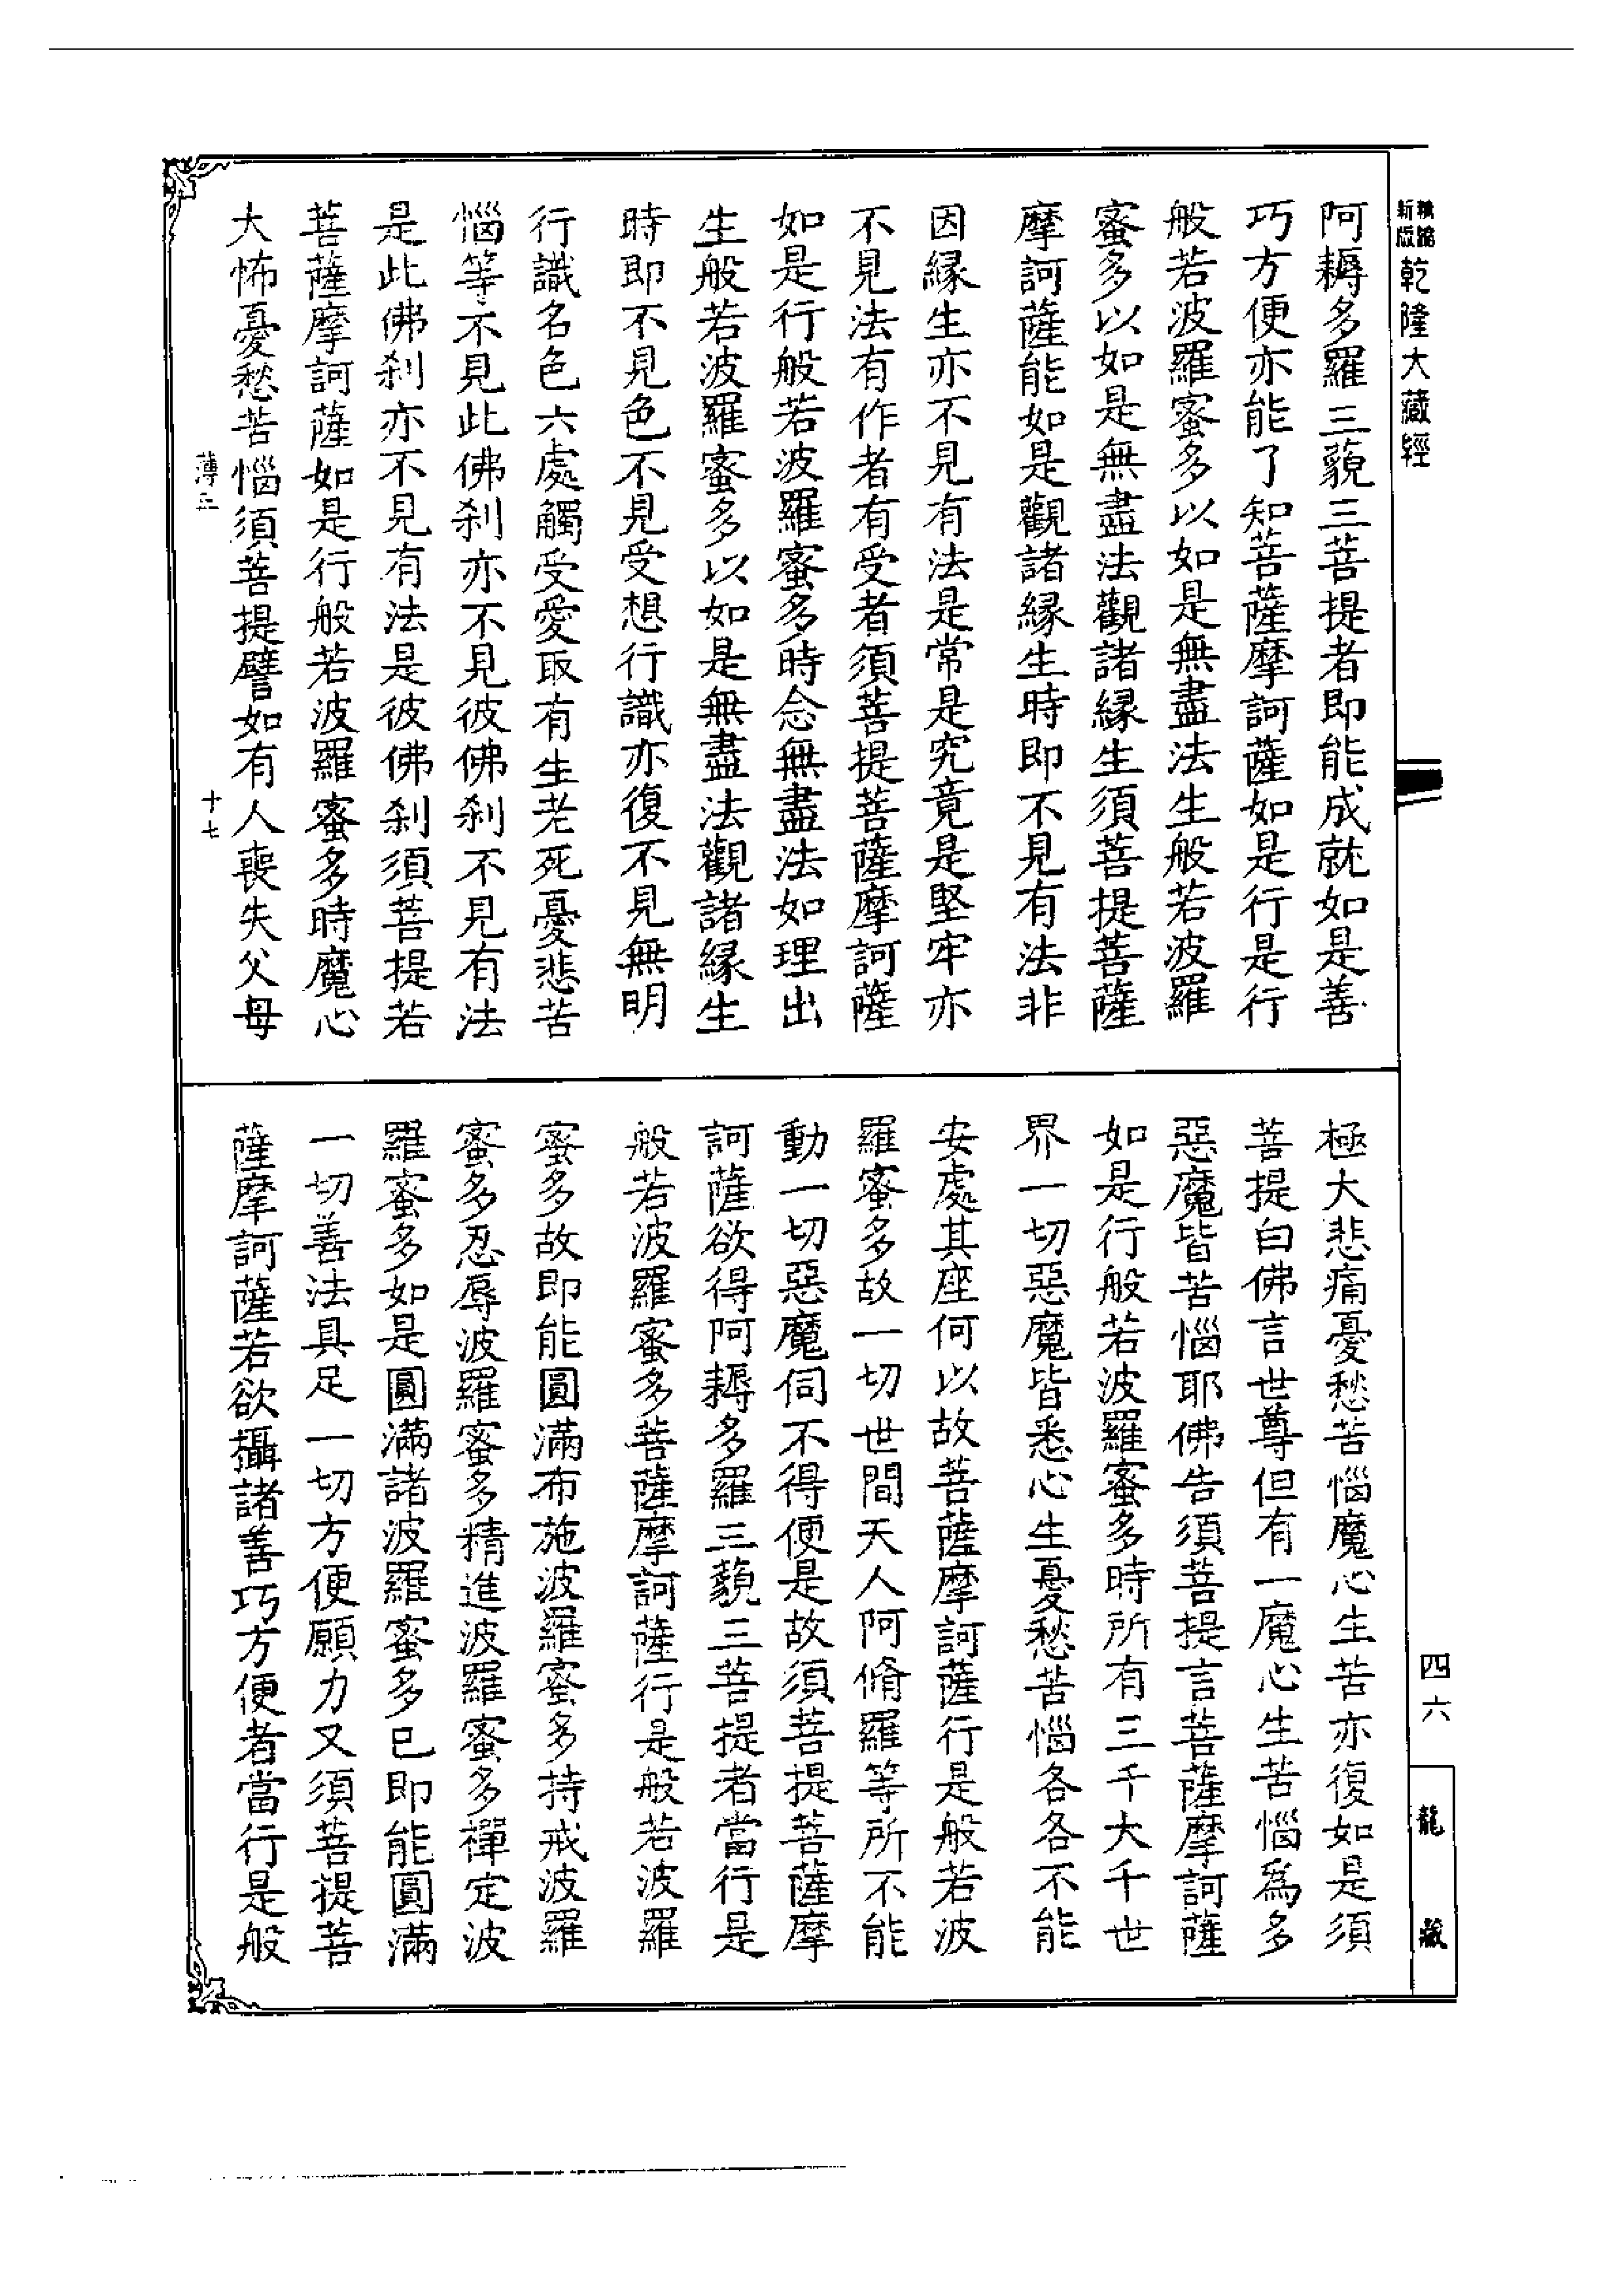 精縮
新版
乾隆大藏經
阿耨多羅三藐三菩提者即能成就如是善
巧方便亦能了知菩薩摩訶薩如是行是行
般若波羅蜜多以如是無盡法生般若波羅
蜜多以如是無盡法觀諸緣生須菩提菩薩
摩訶薩能如是觀諸緣生時即不見有法非
因緣生亦不見有法是常是究竟是堅牢亦
不見法有作者有受者須菩提菩薩摩訶薩
如是行般若波羅蜜多時念無盡法如理出
生般若波羅蜜多以如是無盡法觀諸緣生
時即不見色不見受想行識亦復不見無明
行識名色六處觸受愛取有生老死憂悲苦
惱等不見此佛刹亦不見彼佛刹不見有法
是此佛刹亦不見有法是彼佛刹須菩提若
菩薩摩訶薩如是行般若波羅蜜多時魔心
大怖憂愁苦惱須菩提譬如有人喪失父母
薄三
十七
極大悲痛憂愁苦惱魔心生苦亦復如是須
菩提白佛言世尊但有一魔心生苦惱爲多
惡魔皆苦惱耶佛告須菩提言菩薩摩訶薩
如是行般若波羅蜜多時所有三千大千世
界一切惡魔皆悉心生憂愁苦惱各各不能
安處其座何以故菩薩摩訶薩行是般若波
羅蜜多故一切世間天人阿脩羅等所不能
動一切惡魔伺不得便是故須菩提菩薩摩
訶薩欲得阿耨多羅三藐三菩提者當行是
般若波羅蜜多菩薩摩訶薩行是般若波羅
蜜多故即能圓滿布施波羅蜜多持戒波羅
蜜多忍辱波羅蜜多精進波羅蜜多禪定波
羅蜜多如是圓滿諸波羅蜜多已即能圓滿
一切善法具足一切方便願力又須菩提菩
薩摩訶薩若欲攝諸善巧方便者當行是般
四六
龍藏